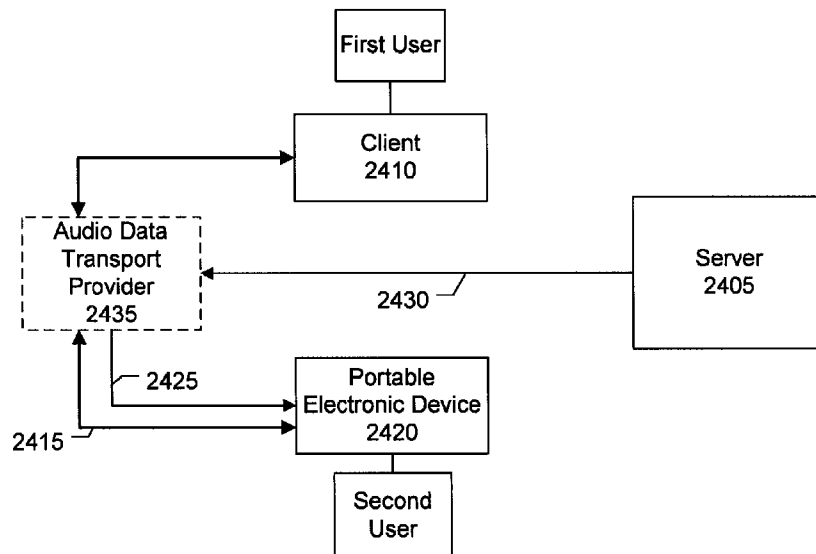 First User
Client
2410
Audio Data
Transport
Provider
2435
Server
2405
2430
2425
Portable
Electronic Device
2420
2415
Second
User